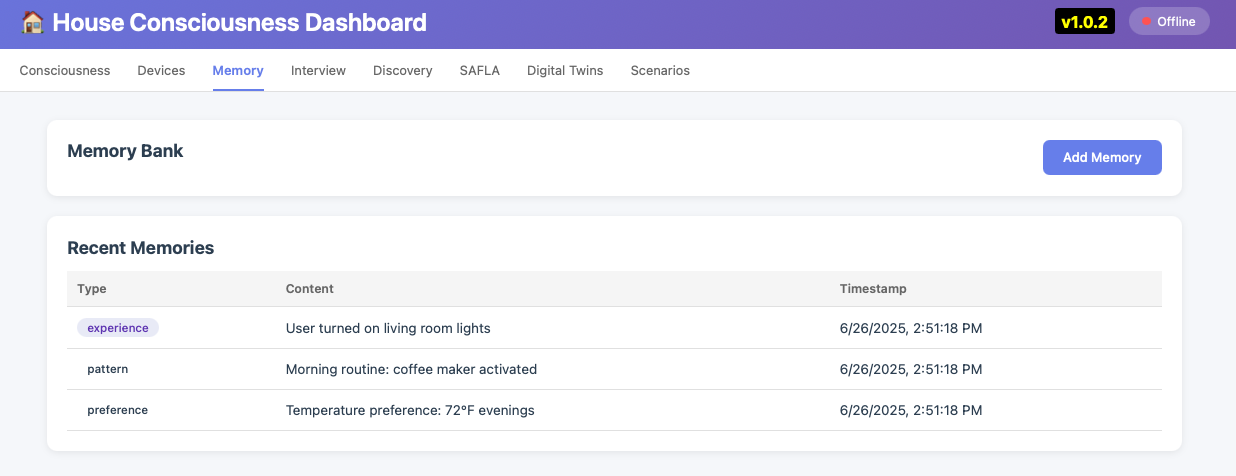 🏠 House Consciousness Dashboard v1.0.2 Offline
Consciousness Devices Memory Interview Discovery SAFLA Digital Twins Scenarios
Memory Bank Add Memory
Recent Memories
Type Content Timestamp
experience User turned on living room lights 6/26/2025, 2:51:18 PM
pattern Morning routine: coffee maker activated 6/26/2025, 2:51:18 PM
preference Temperature preference: 72°F evenings 6/26/2025, 2:51:18 PM